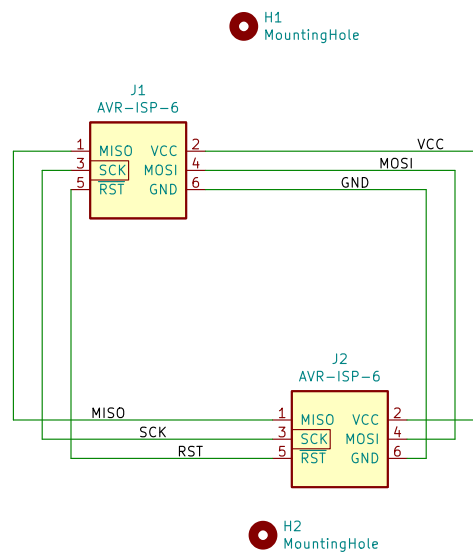 H1
MountingHole
J1
AVR-ISP-6
1 MISO VCC 2 VCC
3 SCK MOSI 4 MOSI
5 RST GND 6 GND
J2
AVR-ISP-6
MISO 1 MISO VCC 2
SCK 3 SCK MOSI 4
RST 5 RST GND 6
H2
MountingHole